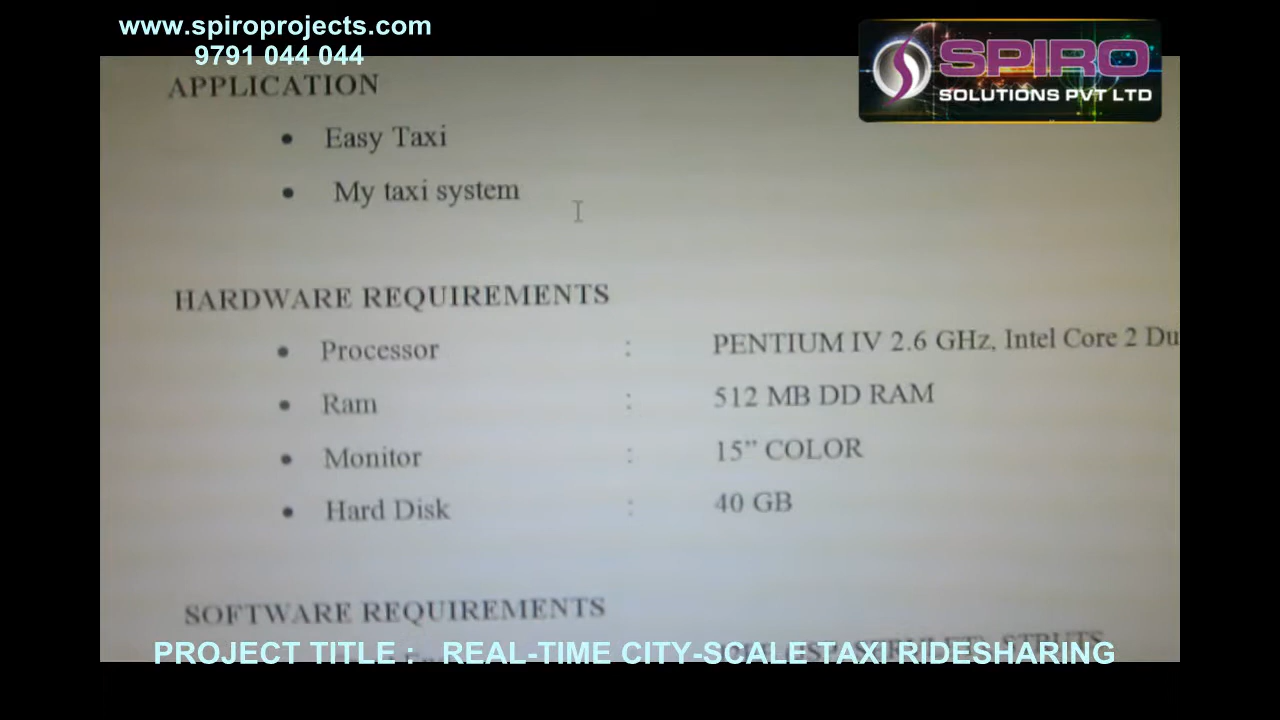 www.spiroprojects.com
9791 044 044
SPIRO
SOLUTIONS PVT LTD
APPLICATION
• Easy Taxi
• My taxi system
HARDWARE REQUIREMENTS
• Processor : PENTIUM IV 2.6 GHz, Intel Core 2 Du
• Ram : 512 MB DD RAM
• Monitor : 15” COLOR
• Hard Disk : 40 GB
SOFTWARE REQUIREMENTS
PROJECT TITLE : REAL-TIME CITY-SCALE TAXI RIDESHARING